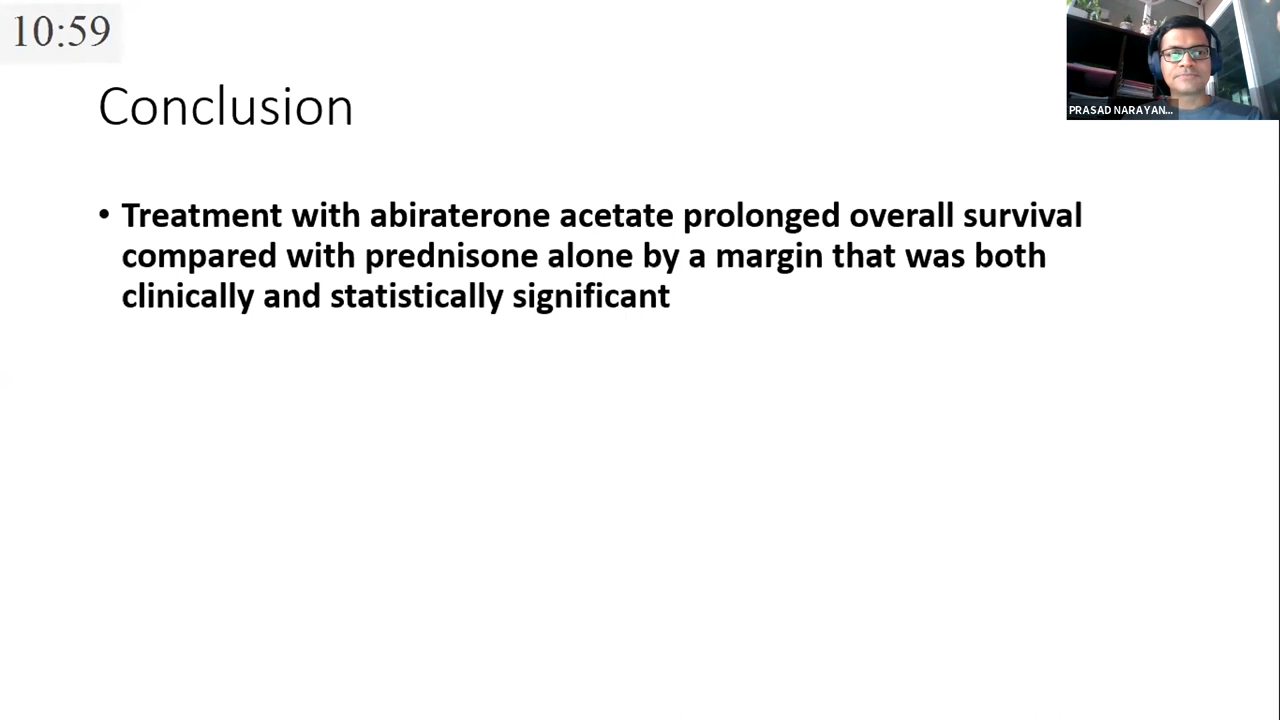 10:59
PRASAD NARAYAN...
Conclusion
• Treatment with abiraterone acetate prolonged overall survival
compared with prednisone alone by a margin that was both
clinically and statistically significant